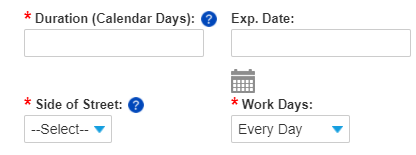 * Duration (Calendar Days): ? Exp. Date:
* Side of Street: ? * Work Days:
--Select-- Every Day